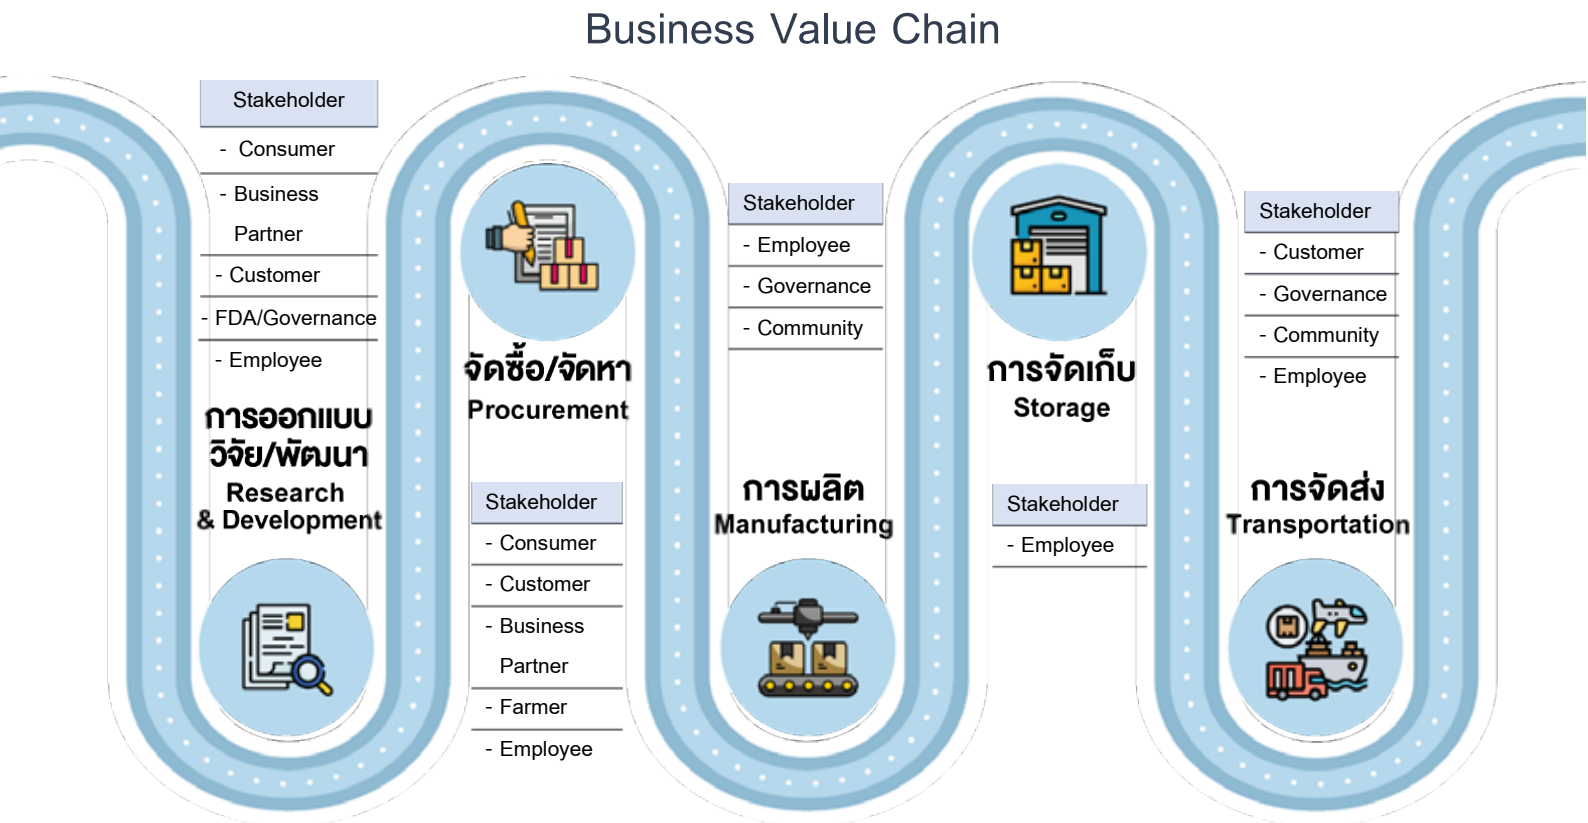 Business Value Chain
Stakeholder
- Consumer
- Business
Partner
- Customer
- FDA/Governance
- Employee
การออกแบบ
วิจัย/พัฒนา
Research
& Development
จัดซื้อ/จัดหา
Procurement
Stakeholder
- Consumer
- Customer
- Business
Partner
- Farmer
- Employee
Stakeholder
- Employee
- Governance
- Community
การผลิต
Manufacturing
การจัดเก็บ
Storage
Stakeholder
- Employee
Stakeholder
- Customer
- Governance
- Community
- Employee
การจัดส่ง
Transportation